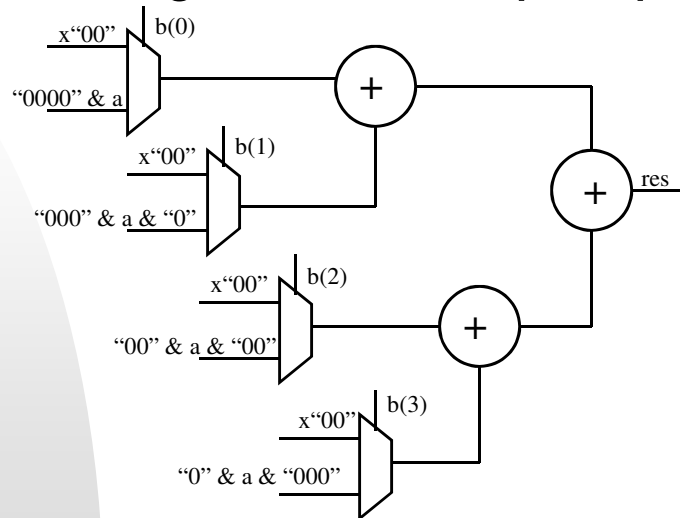 b(0)
x“00”
“0000” & a
+
b(1)
x“00”
“000” & a & “0”
+
res
b(2)
x“00”
“00” & a & “00”
+
b(3)
x“00”
“0” & a & “000”